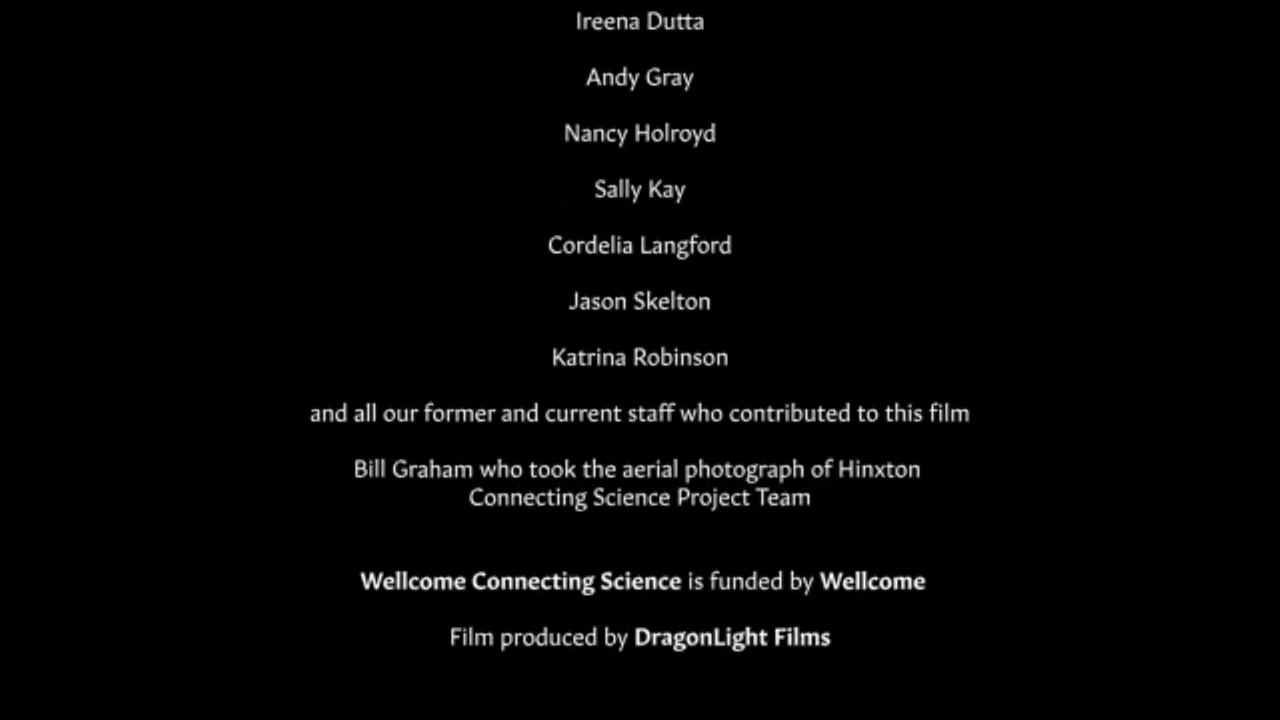 Ireena Dutta
Andy Gray
Nancy Holroyd
Sally Kay
Cordelia Langford
Jason Skelton
Katrina Robinson
and all our former and current staff who contributed to this film
Bill Graham who took the aerial photograph of Hinxton
Connecting Science Project Team
Wellcome Connecting Science is funded by Wellcome
Film produced by DragonLight Films